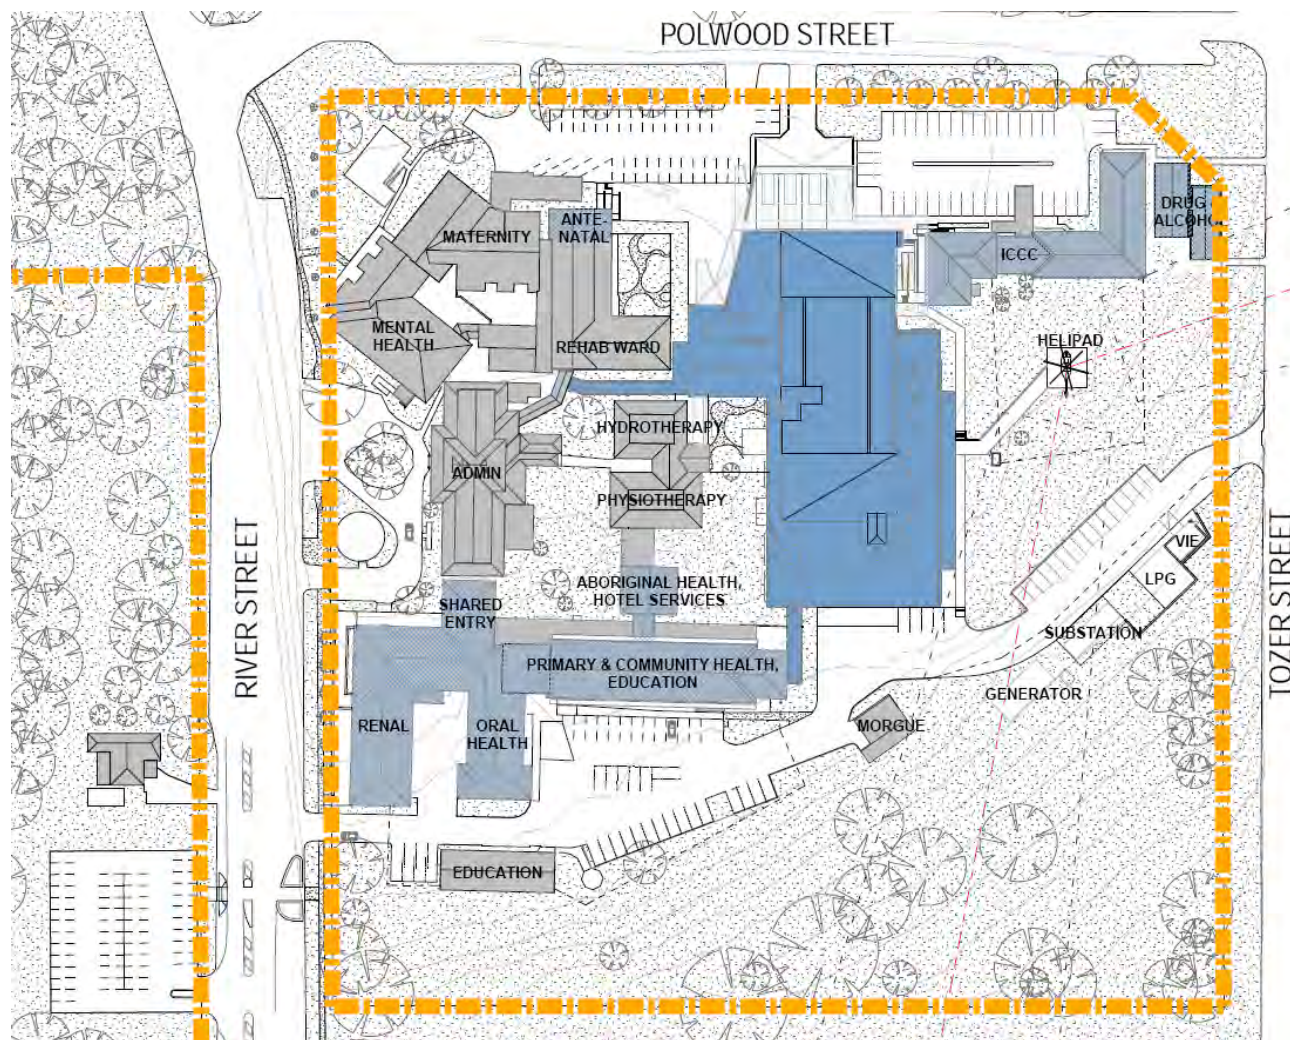 POLWOOD STREET
DRUG &
ALCOHOL
ANTE-
NATAL
MATERNITY
ICCC
MENTAL
HEALTH
REHAB WARD
HELIPAD
HYDROTHERAPY
ADMIN
PHYSIOTHERAPY
VIE
LPG
ABORIGINAL HEALTH,
HOTEL SERVICES
SHARED
ENTRY
SUBSTATION
RIVER STREET
TOZER STREET
PRIMARY & COMMUNITY HEALTH,
EDUCATION
GENERATOR
RENAL
ORAL
HEALTH
MORGUE
EDUCATION